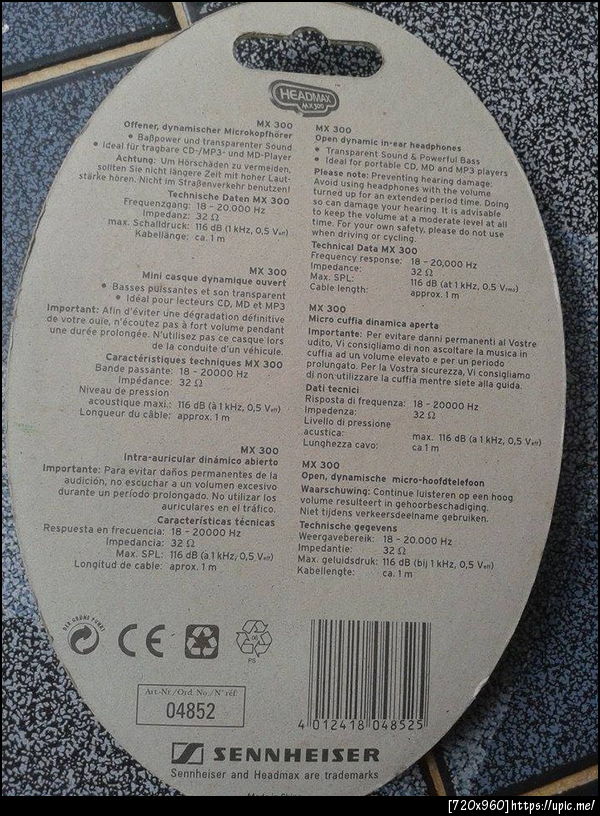 HEADMAX
MX 300
MX 300
Offener, dynamischer Mikrokopfhörer
• Baßpower und transparenter Sound
• Ideal für tragbare CD-/MP3- und MD-Player
Achtung: Um Hörschäden zu vermeiden,
sollten Sie nicht längere Zeit mit hoher Laut-
stärke hören. Nicht im Straßenverkehr benutzen!
Technische Daten MX 300
Frequenzgang: 18 – 20.000 Hz
Impedanz: 32 Ω
max. Schalldruck: 116 dB (1 kHz, 0,5 Veff)
Kabellänge: ca. 1 m
MX 300
Mini casque dynamique ouvert
• Basses puissantes et son transparent
• Idéal pour lecteurs CD, MD et MP3
Important: Afin d'éviter une dégradation définitive
de votre ouïe, n'écoutez pas à fort volume pendant
une durée prolongée. N'utilisez pas ce casque lors
de la conduite d'un véhicule.
Caractéristiques techniques MX 300
Bande passante: 18 – 20000 Hz
Impédance: 32 Ω
Niveau de pression
acoustique maxi.: 116 dB (à 1 kHz, 0,5 Veff)
Longueur du câble: approx. 1 m
MX 300
Intra-auricular dinámico abierto
Importante: Para evitar daños permanentes de la
audición, no escuchar a un volumen excesivo
durante un período prolongado. No utilizar los
auriculares en el tráfico.
Características técnicas
Respuesta en frecuencia: 18 – 20000 Hz
Impedancia: 32 Ω
Max. SPL: 116 dB (a 1 kHz, 0,5 Veff)
Longitud de cable: aprox. 1 m
MX 300
Open dynamic in-ear headphones
• Transparent Sound & Powerful Bass
• Ideal for portable CD, MD and MP3 players
Please note: Preventing hearing damage:
Avoid using headphones with the volume
turned up for an extended period time. Doing
so can damage your hearing. It is advisable
to keep the volume at a moderate level at all
time. For your own safety, please do not use
when driving or cycling.
Technical Data MX 300
Frequency response: 18 – 20,000 Hz
Impedance: 32 Ω
Max. SPL: 116 dB (at 1 kHz, 0.5 Vrms)
Cable length: approx. 1 m
MX 300
Micro cuffia dinamica aperta
Importante: Per evitare danni permanenti al Vostre
udito, Vi consigliamo di non ascoltare la musica in
cuffia ad un volume elevato e per un periodo
prolongato. Per la Vostra sicurezza, Vi consigliamo
di non utilizzare la cuffia mentre siete alla guida.
Dati tecnici
Risposta di frequenza: 18 – 20000 Hz
Impedenza: 32 Ω
Livello di pressione
acustica: max. 116 dB (a 1 kHz, 0,5 Veff)
Lunghezza cavo: ca 1 m
MX 300
Open, dynamische micro-hoofdtelefoon
Waarschuwing: Continue luisteren op een hoog
volume resulteert in gehoorbeschadiging.
Niet tijdens verkeersdeelname gebruiken.
Technische gegevens
Weergavebereik: 18 – 20.000 Hz
Impedantie: 32 Ω
Max. geluidsdruk: 116 dB (bij 1 kHz, 0,5 Veff)
Kabellengte: ca. 1 m
DER GRÜNE PUNKT
CE
06
PS
Art.-Nr./Ord. No./N° réf:
04852
4 012418 048525
SENNHEISER
Sennheiser and Headmax are trademarks
[720x960]https://upic.me/